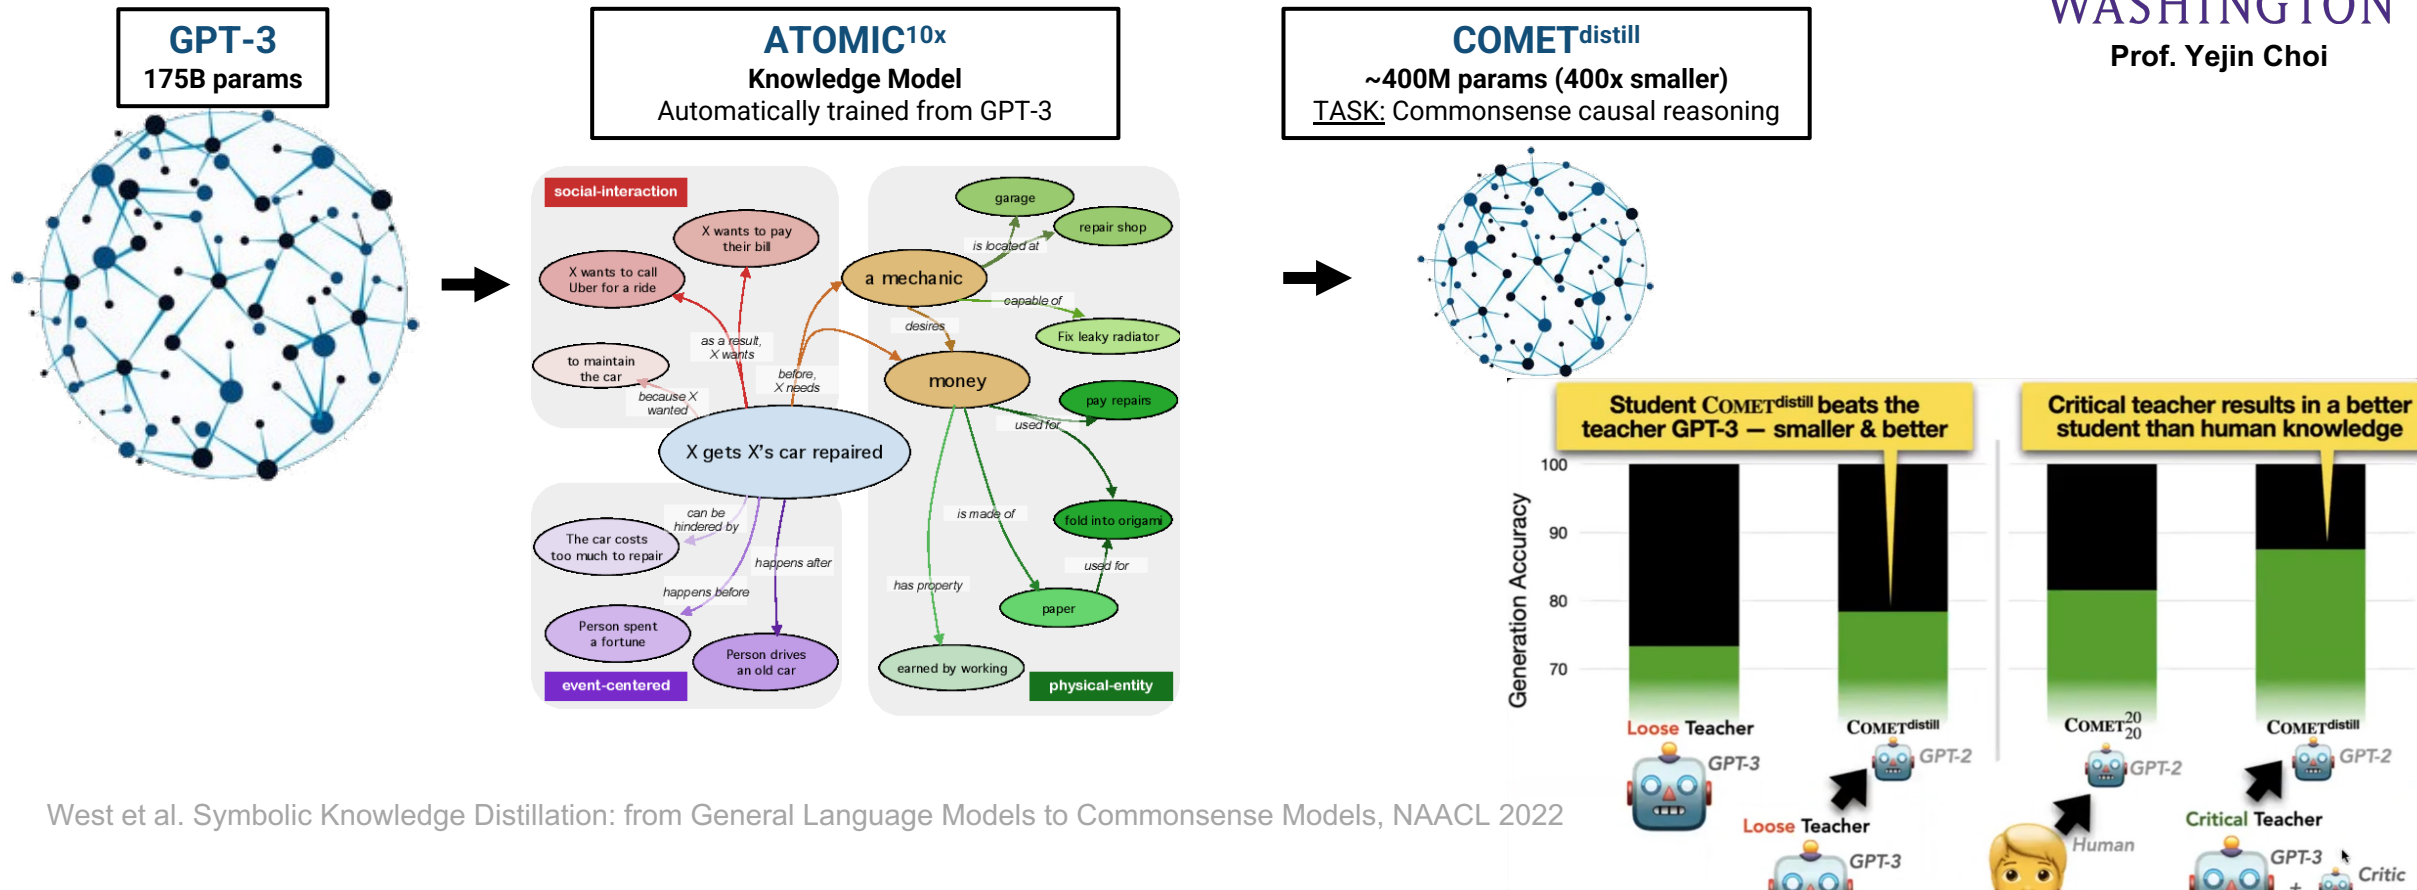 GPT-3
175B params
ATOMIC10x
Knowledge Model
Automatically trained from GPT-3
COMETdistill
~400M params (400x smaller)
TASK: Commonsense causal reasoning
WASHINGTON
Prof. Yejin Choi
social-interaction
X wants to pay
their bill
X wants to call
Uber for a ride
to maintain
the car
as a result,
X wants
because X
wanted
before,
X needs
X gets X's car repaired
a mechanic
is located at
garage
repair shop
capable of
Fix leaky radiator
desires
money
used for
pay repairs
fold into origami
is made of
used for
paper
has property
earned by working
physical-entity
can be
hindered by
The car costs
too much to repair
happens before
Person spent
a fortune
happens after
Person drives
an old car
event-centered
Student COMETdistill beats the
teacher GPT-3 — smaller & better
Critical teacher results in a better
student than human knowledge
Generation Accuracy
100
90
80
70
Loose Teacher
GPT-3
COMETdistill
GPT-2
Loose Teacher
GPT-3
COMET20
20
GPT-2
Human
COMETdistill
GPT-2
Critical Teacher
GPT-3
+
Critic
West et al. Symbolic Knowledge Distillation: from General Language Models to Commonsense Models, NAACL 2022